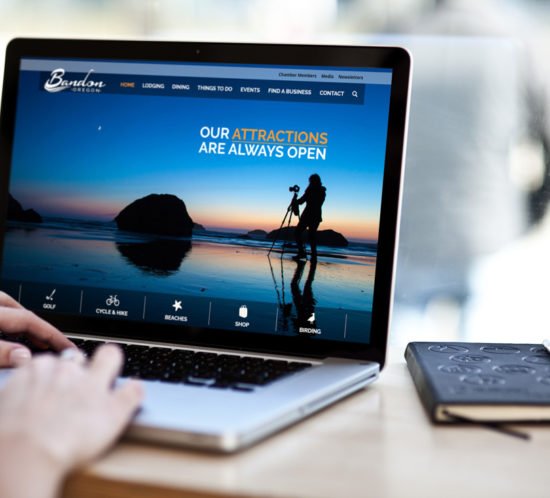 Chamber Members Media Newsletters
Bandon
OREGON
HOME LODGING DINING THINGS TO DO EVENTS FIND A BUSINESS CONTACT
OUR ATTRACTIONS
ARE ALWAYS OPEN
GOLF CYCLE & HIKE BEACHES SHOP BIRDING